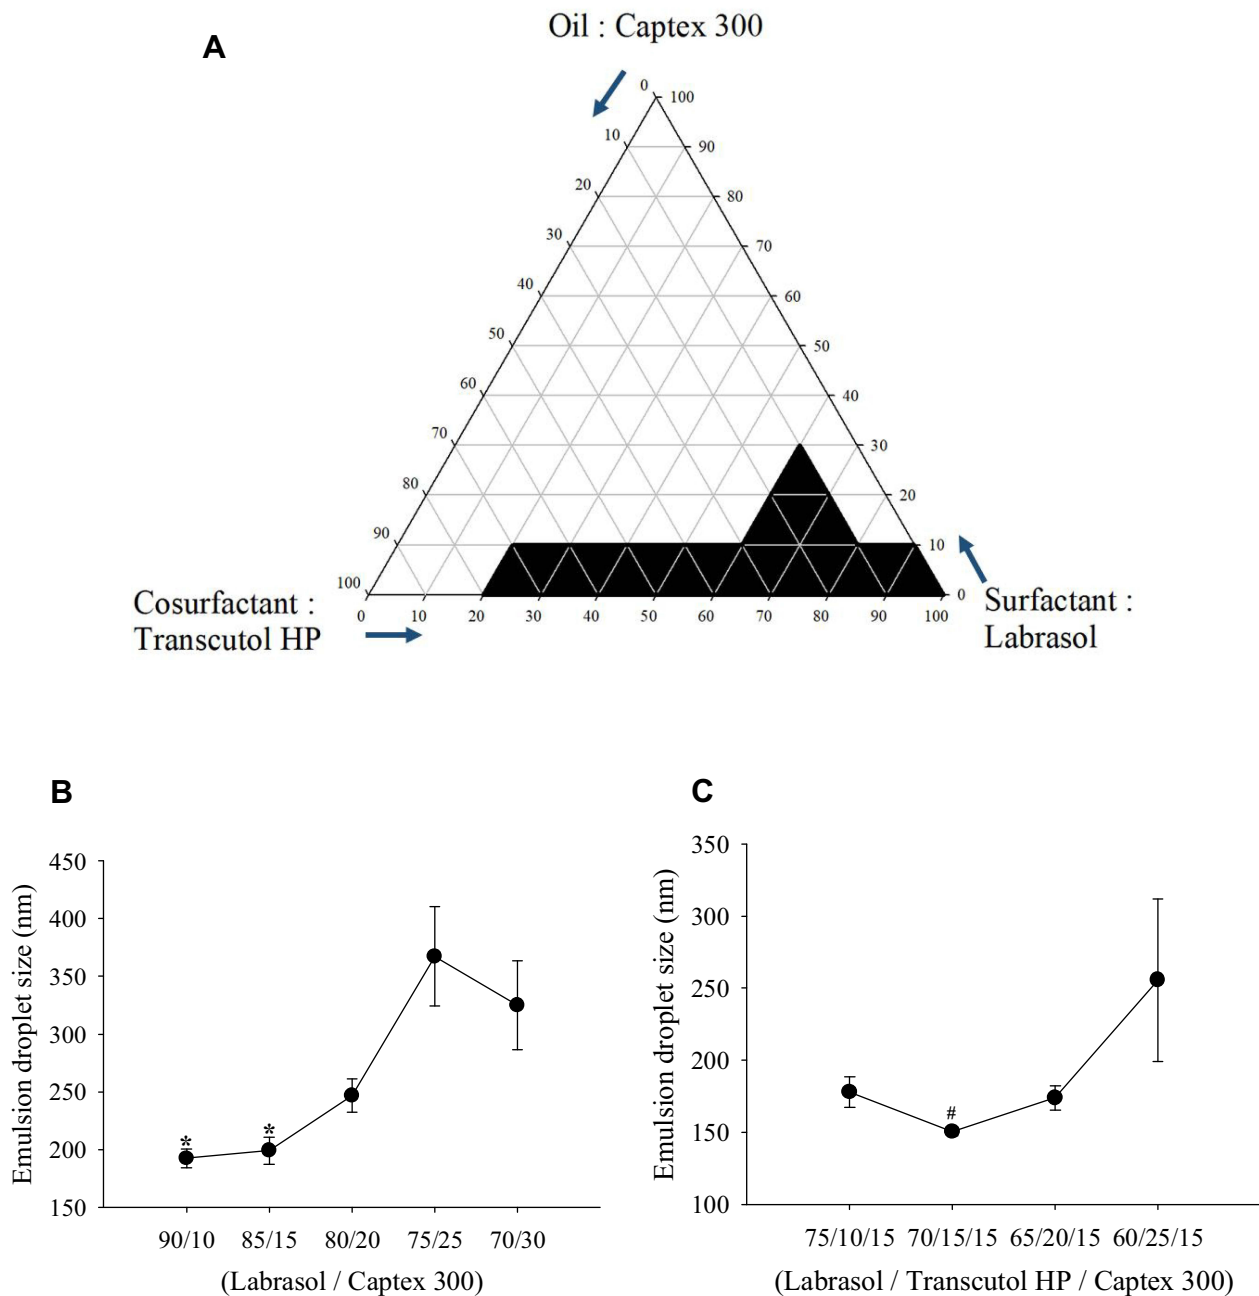 A
Oil : Captex 300
0
100
10
90
20
80
30
70
40
60
50
50
60
40
70
30
80
20
90
10
100
0
Cosurfactant :
Transcutol HP
Surfactant :
Labrasol
0 10 20 30 40 50 60 70 80 90 100
B
Emulsion droplet size (nm)
450
400
350
300
250
200
150
* *
90/10 85/15 80/20 75/25 70/30
(Labrasol / Captex 300)
C
Emulsion droplet size (nm)
350
300
250
200
150
100
#
75/10/15 70/15/15 65/20/15 60/25/15
(Labrasol / Transcutol HP / Captex 300)